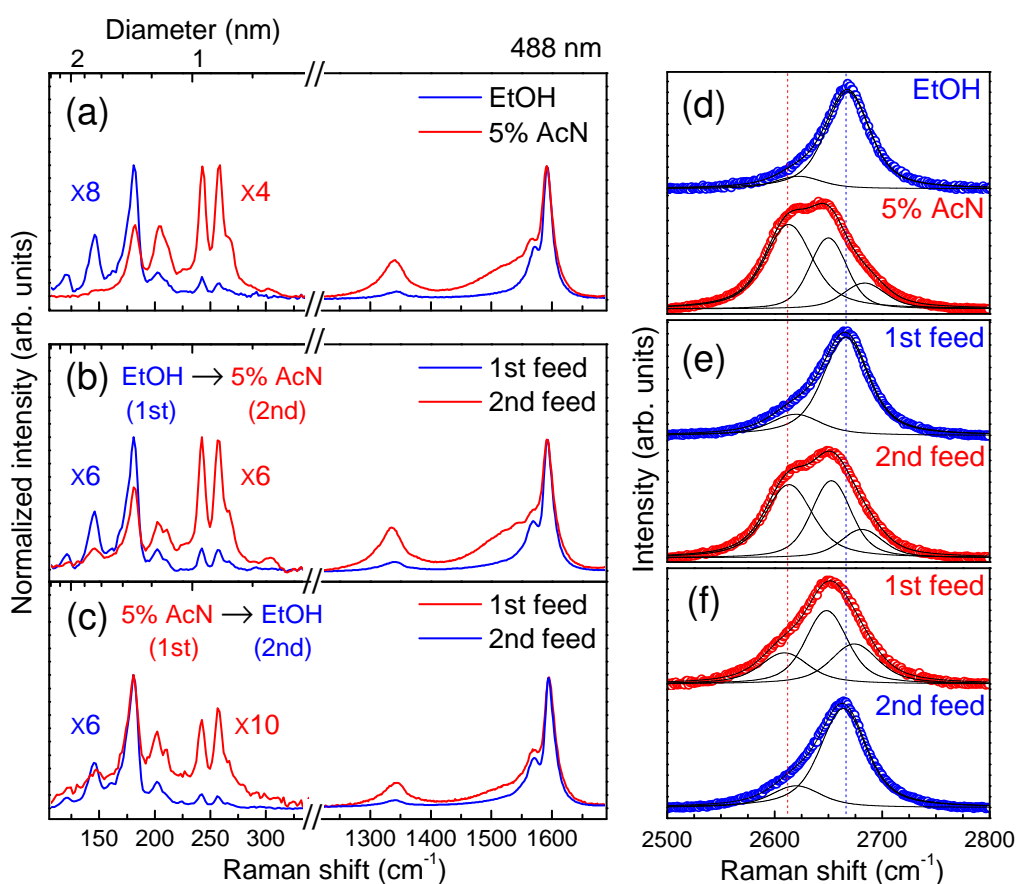 Diameter (nm)
2 1
488 nm
(a)
EtOH
5% AcN
x8
x4
(b)
EtOH → 5% AcN
(1st) (2nd)
1st feed
2nd feed
x6
x6
(c)
5% AcN → EtOH
(1st) (2nd)
1st feed
2nd feed
x6
x10
Normalized intensity (arb. units)
100 150 200 250 300 1300 1400 1500 1600
Raman shift (cm⁻¹)
(d)
EtOH
5% AcN
(e)
1st feed
2nd feed
(f)
1st feed
2nd feed
Intensity (arb. units)
2500 2600 2700 2800
Raman shift (cm⁻¹)